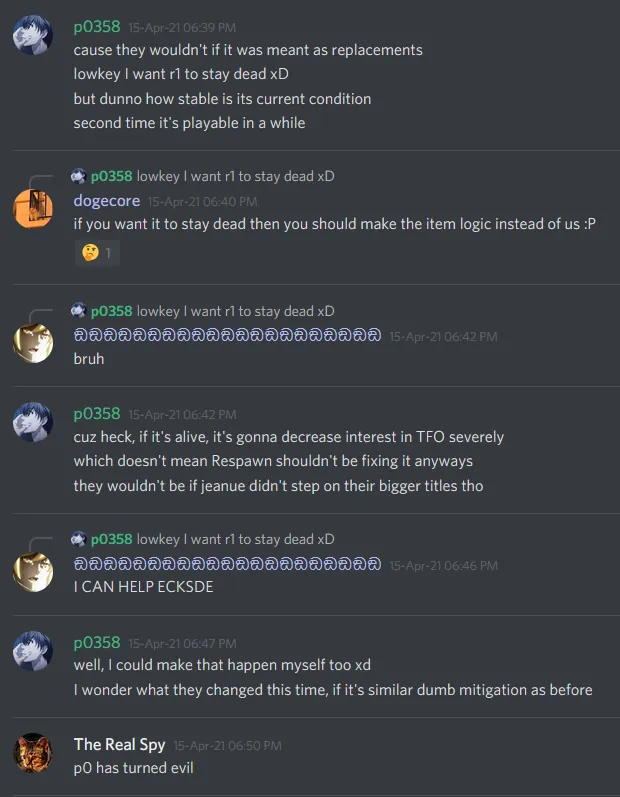 p0358 15-Apr-21 06:39 PM
cause they wouldn't if it was meant as replacements
lowkey I want r1 to stay dead xD
but dunno how stable is its current condition
second time it's playable in a while
p0358 lowkey I want r1 to stay dead xD
dogecore 15-Apr-21 06:40 PM
if you want it to stay dead then you should make the item logic instead of us :P
🤔 1
p0358 lowkey I want r1 to stay dead xD
15-Apr-21 06:42 PM
bruh
p0358 15-Apr-21 06:42 PM
cuz heck, if it's alive, it's gonna decrease interest in TFO severely
which doesn't mean Respawn shouldn't be fixing it anyways
they wouldn't be if jeanue didn't step on their bigger titles tho
p0358 lowkey I want r1 to stay dead xD
15-Apr-21 06:46 PM
I CAN HELP ECKSDE
p0358 15-Apr-21 06:47 PM
well, I could make that happen myself too xd
I wonder what they changed this time, if it's similar dumb mitigation as before
The Real Spy 15-Apr-21 06:50 PM
p0 has turned evil